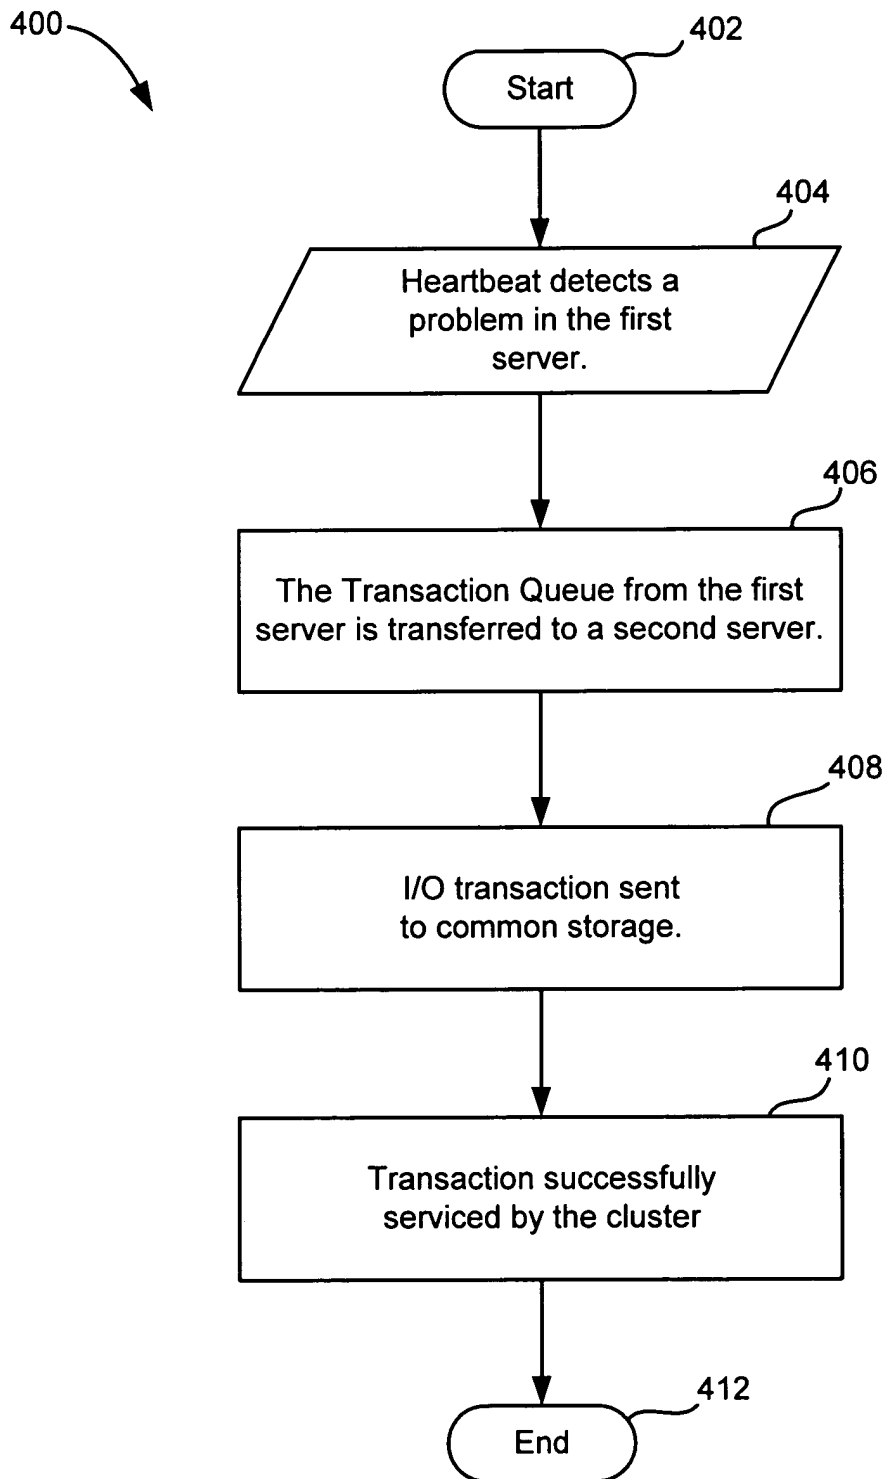 400
402
Start
404
Heartbeat detects a
problem in the first
server.
406
The Transaction Queue from the first
server is transferred to a second server.
408
I/O transaction sent
to common storage.
410
Transaction successfully
serviced by the cluster
412
End